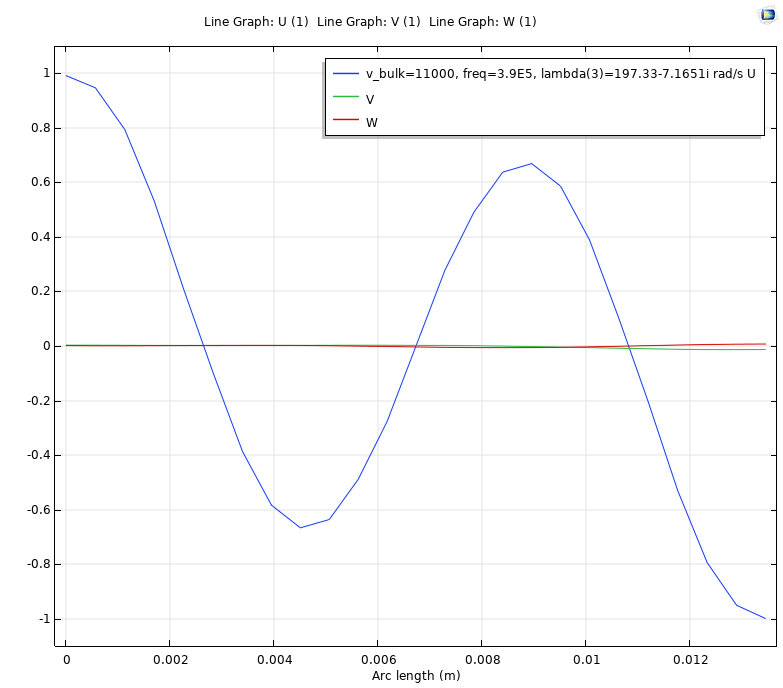 Line Graph: U (1)  Line Graph: V (1)  Line Graph: W (1)
v_bulk=11000, freq=3.9E5, lambda(3)=197.33-7.1651i rad/s U
V
W
1
0.8
0.6
0.4
0.2
0
-0.2
-0.4
-0.6
-0.8
-1
0 0.002 0.004 0.006 0.008 0.01 0.012
Arc length (m)